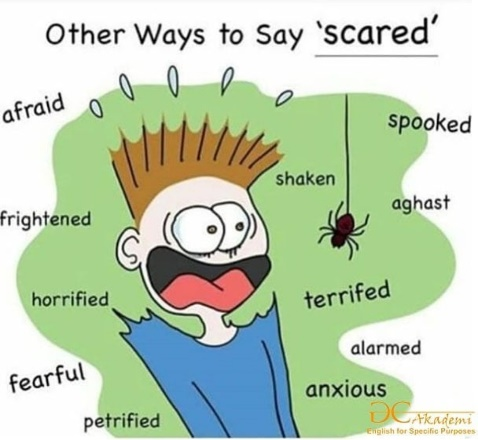 Other Ways to Say 'scared'
afraid
spooked
shaken
aghast
frightened
horrified
terrifed
alarmed
fearful
anxious
petrified
DC Akademi
English for Specific Purposes